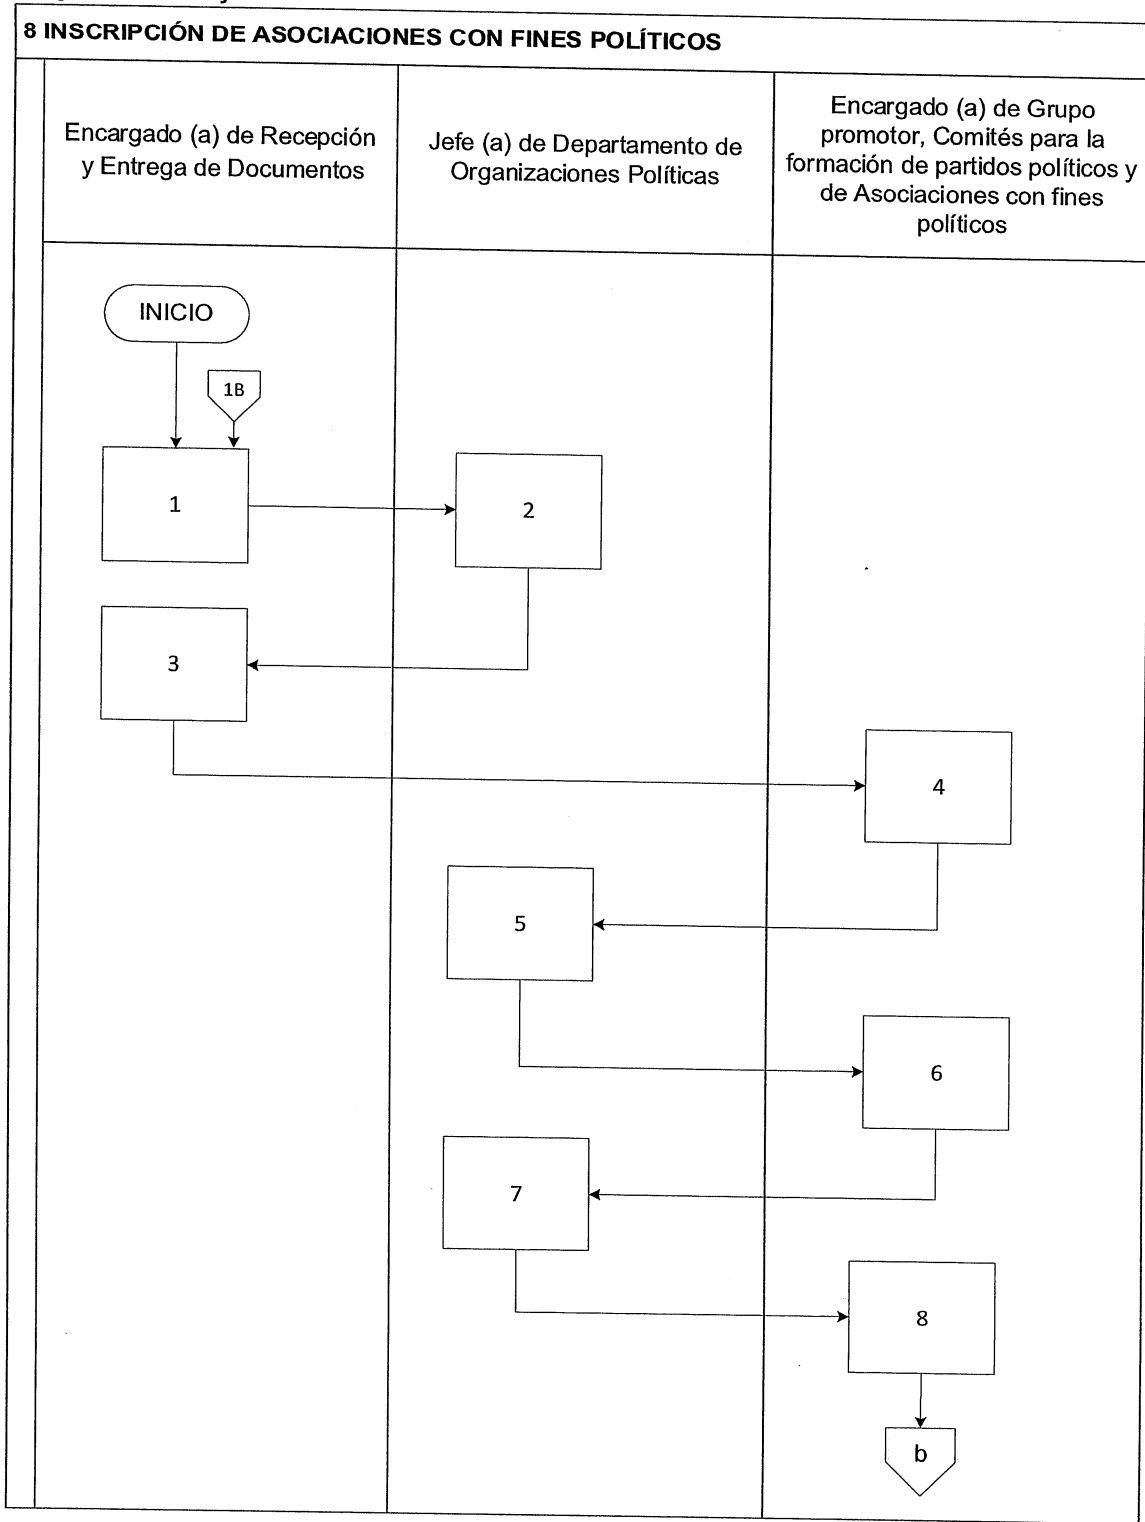 8 INSCRIPCIÓN DE ASOCIACIONES CON FINES POLÍTICOS
Encargado (a) de Recepción
y Entrega de Documentos
Jefe (a) de Departamento de
Organizaciones Políticas
Encargado (a) de Grupo
promotor, Comités para la
formación de partidos políticos y
de Asociaciones con fines
políticos
INICIO
1B
1
2
3
4
5
6
7
8
b